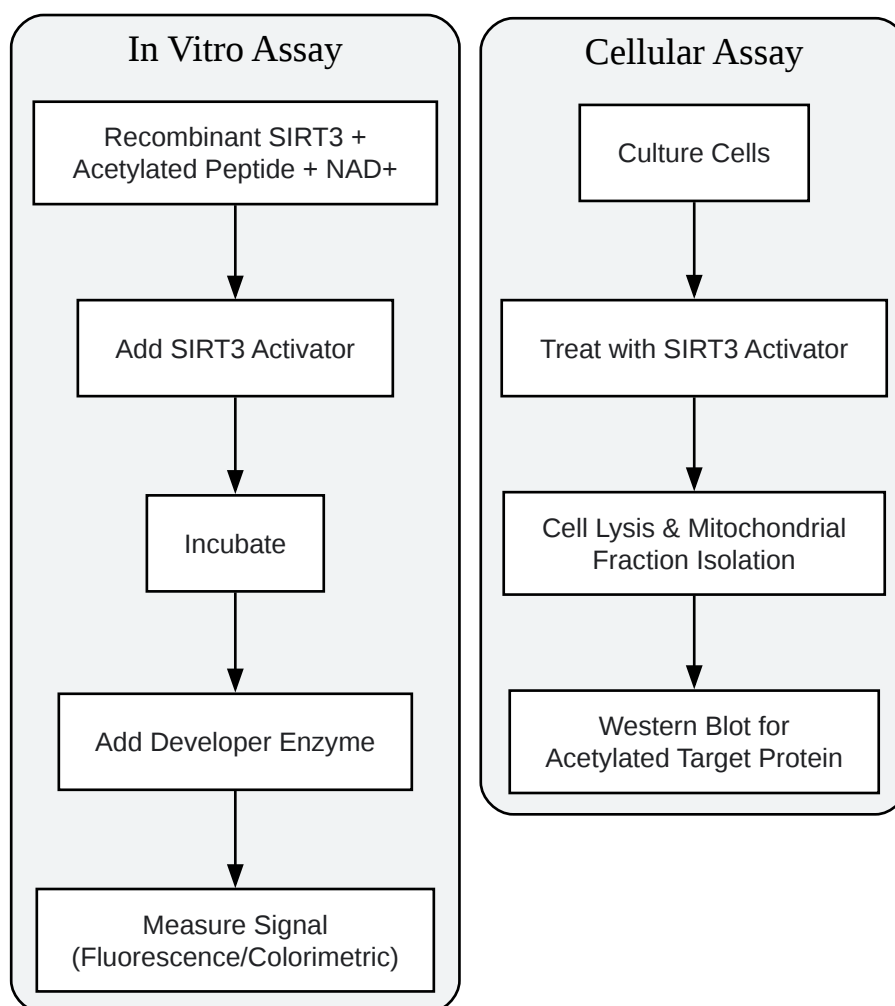 In Vitro Assay
Recombinant SIRT3 +
Acetylated Peptide + NAD+
Add SIRT3 Activator
Incubate
Add Developer Enzyme
Measure Signal
(Fluorescence/Colorimetric)
Cellular Assay
Culture Cells
Treat with SIRT3 Activator
Cell Lysis & Mitochondrial
Fraction Isolation
Western Blot for
Acetylated Target Protein